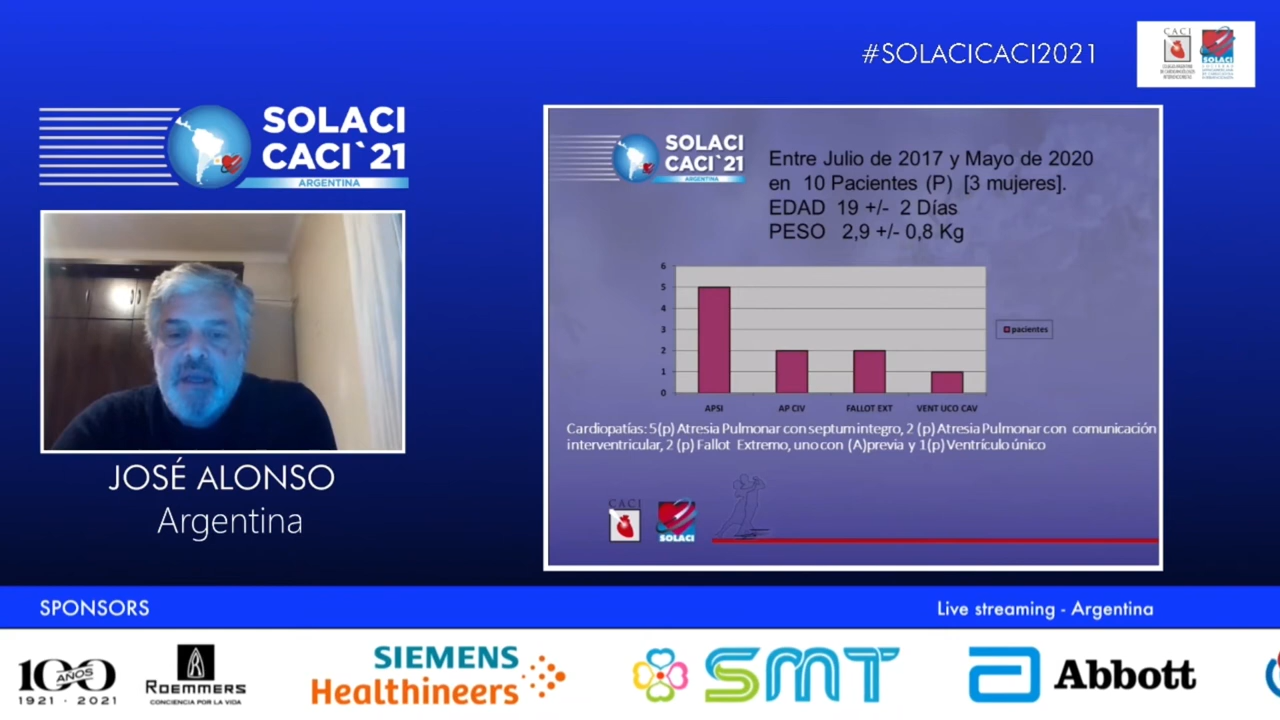 #SOLACICACI2021
CACI
SOLACI
SOLACI
CACI`21
ARGENTINA
JOSÉ ALONSO
Argentina
SOLACI
CACI`21
ARGENTINA
Entre Julio de 2017 y Mayo de 2020
en 10 Pacientes (P) [3 mujeres].
EDAD 19 +/- 2 Días
PESO 2,9 +/- 0,8 Kg
6
5
4
3
2
1
0
APSI AP CIV FALLOT EXT VENT UCO CAV
pacientes
Cardiopatías: 5(p) Atresia Pulmonar con septum integro, 2 (p) Atresia Pulmonar con comunicación
interventricular, 2 (p) Fallot Extremo, uno con (A)previa y 1(p) Ventrículo único
CACI
SOLACI
SPONSORS
Live streaming - Argentina
100
AÑOS
1921 · 2021
ROEMMERS
CONCIENCIA POR LA VIDA
SIEMENS
Healthineers
SMT
Abbott